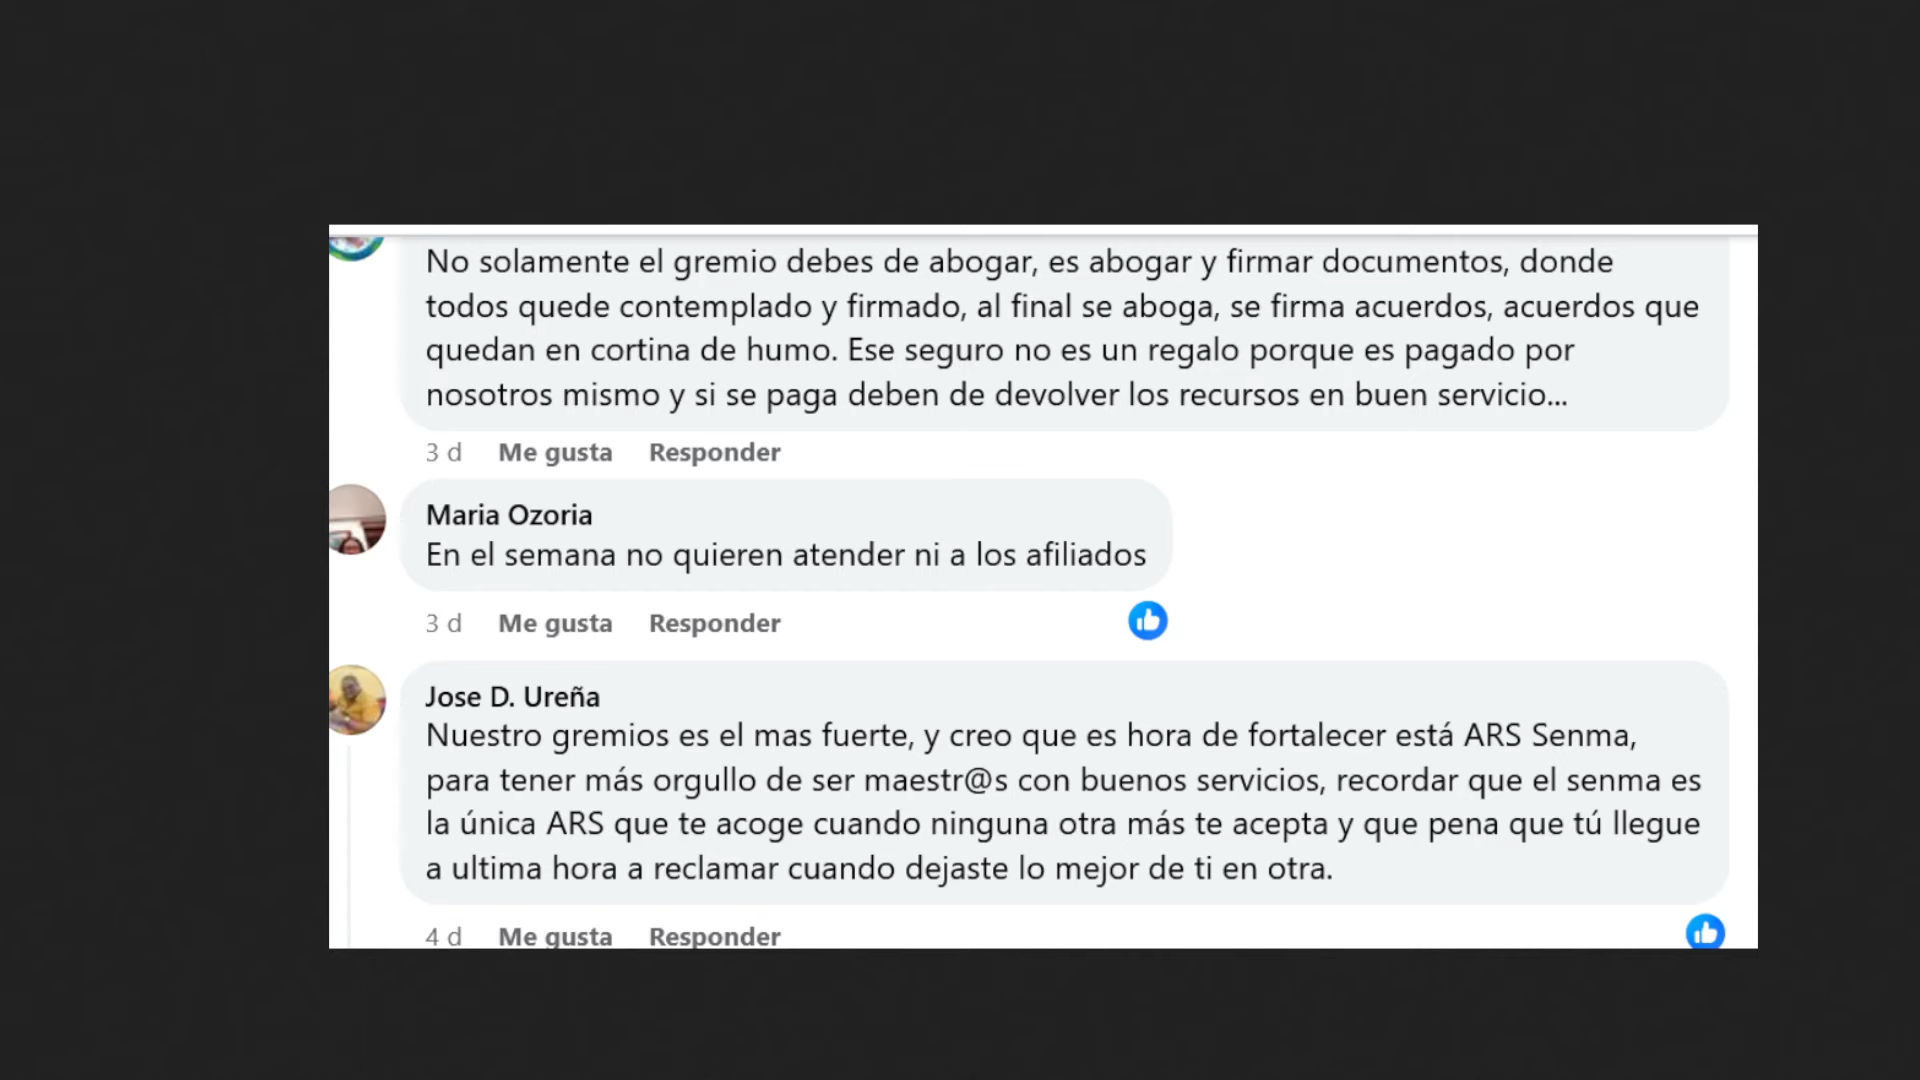 No solamente el gremio debes de abogar, es abogar y firmar documentos, donde
todos quede contemplado y firmado, al final se aboga, se firma acuerdos, acuerdos que
quedan en cortina de humo. Ese seguro no es un regalo porque es pagado por
nosotros mismo y si se paga deben de devolver los recursos en buen servicio...
3 d Me gusta Responder
Maria Ozoria
En el semana no quieren atender ni a los afiliados
3 d Me gusta Responder
Jose D. Ureña
Nuestro gremios es el mas fuerte, y creo que es hora de fortalecer está ARS Senma,
para tener más orgullo de ser maestr@s con buenos servicios, recordar que el senma es
la única ARS que te acoge cuando ninguna otra más te acepta y que pena que tú llegue
a ultima hora a reclamar cuando dejaste lo mejor de ti en otra.
4 d Me gusta Responder